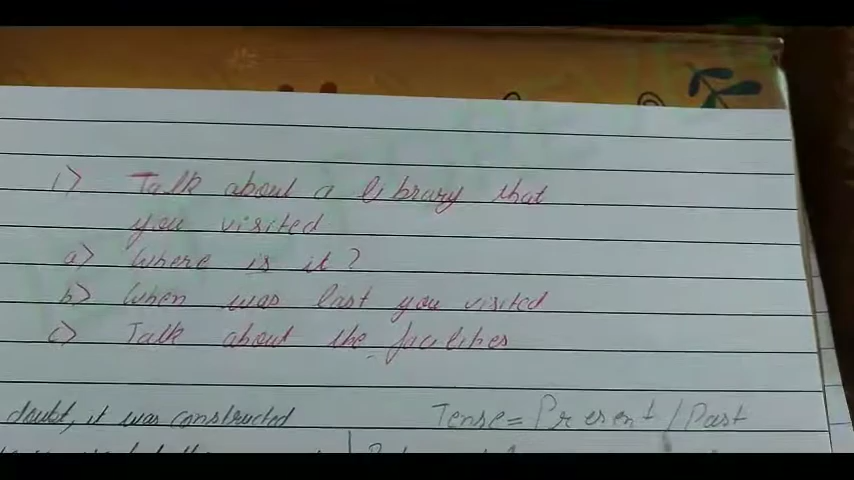 1) Talk about a library that
you visited
a) Where is it?
b) When was last you visited
c) Talk about the facilities
doubt, it was constructed
Tense = Present / Past